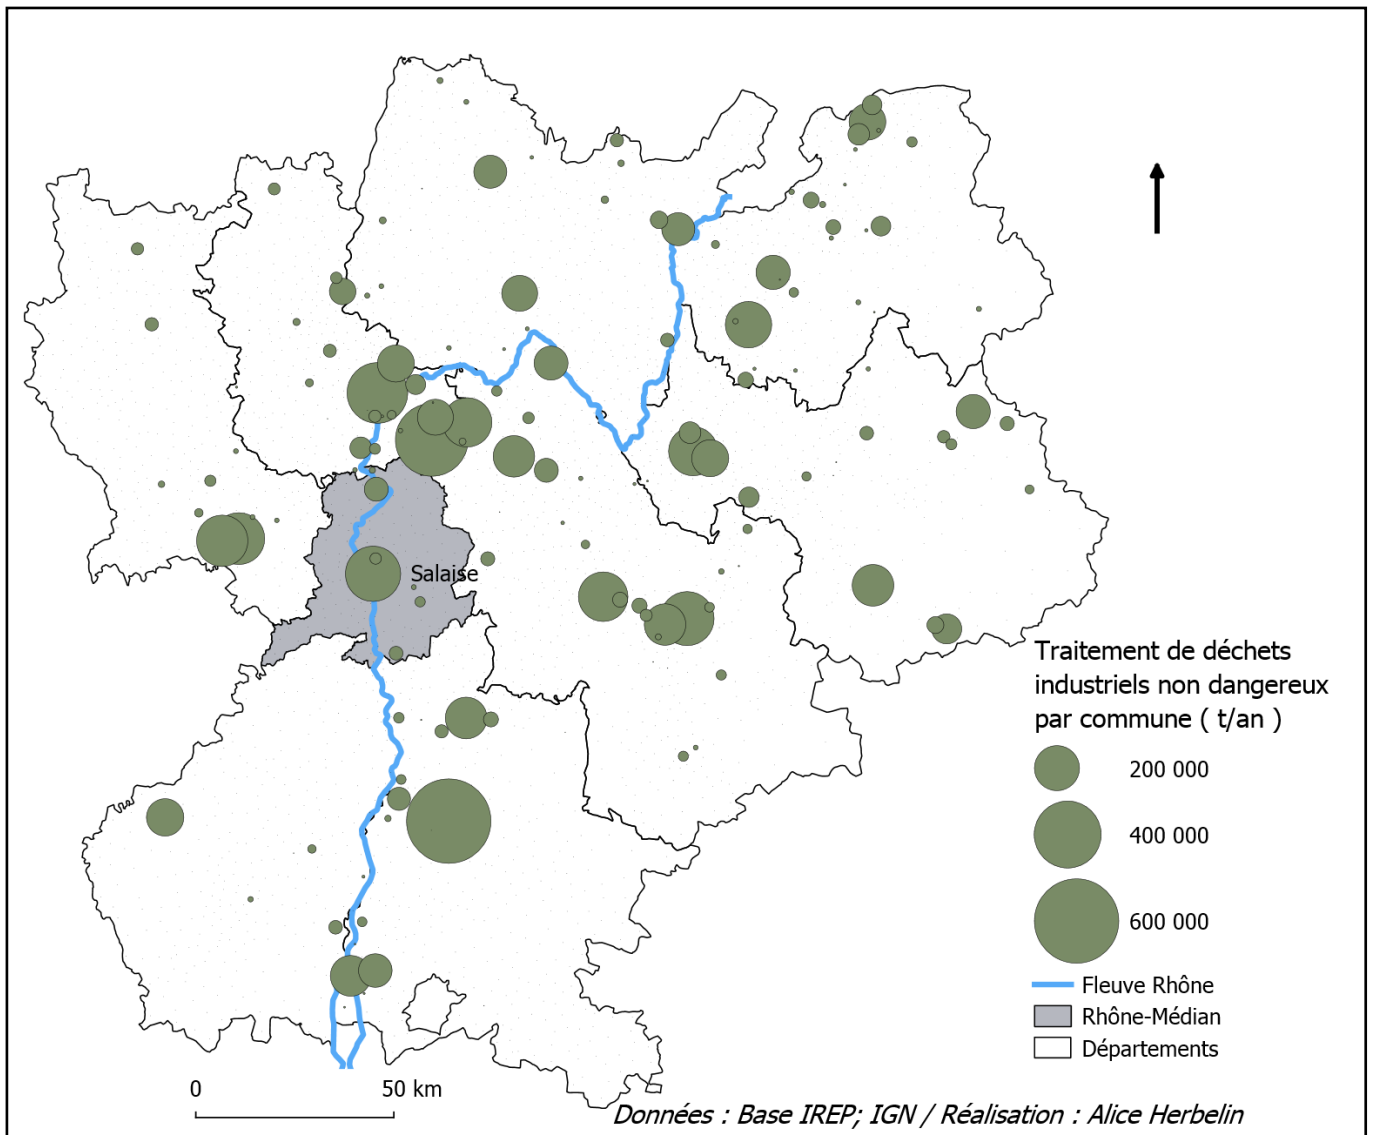 Salaise
Traitement de déchets
industriels non dangereux
par commune ( t/an )
200 000
400 000
600 000
Fleuve Rhône
Rhône-Médian
Départements
0 50 km
Données : Base IREP; IGN / Réalisation : Alice Herbelin